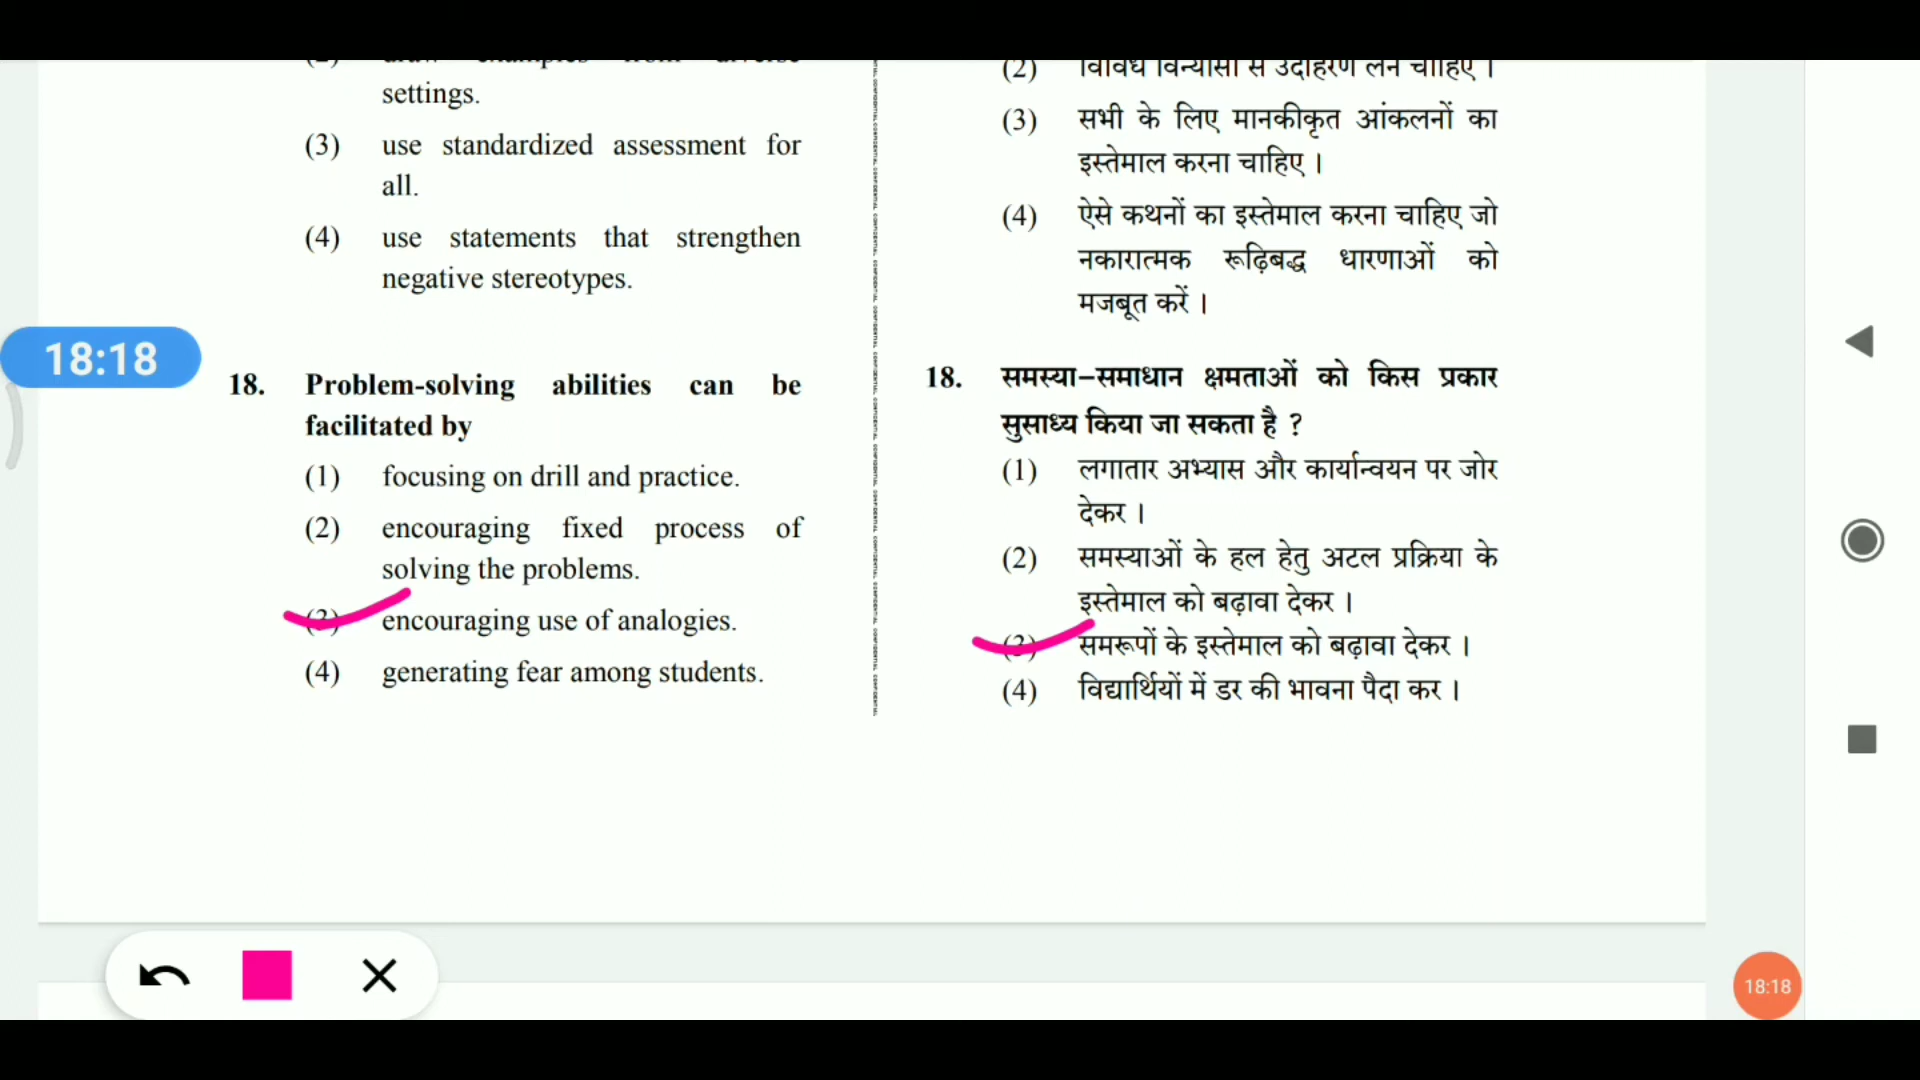 settings.
(3) use standardized assessment for
all.
(4) use statements that strengthen
negative stereotypes.
18:18
18. Problem-solving abilities can be
facilitated by
(1) focusing on drill and practice.
(2) encouraging fixed process of
solving the problems.
(3) encouraging use of analogies.
(4) generating fear among students.
(2) विविध विन्यासों से उदाहरण लेने चाहिए ।
(3) सभी के लिए मानकीकृत आंकलनों का
इस्तेमाल करना चाहिए ।
(4) ऐसे कथनों का इस्तेमाल करना चाहिए जो
नकारात्मक रूढ़िबद्ध धारणाओं को
मजबूत करें ।
18. समस्या–समाधान क्षमताओं को किस प्रकार
सुसाध्य किया जा सकता है ?
(1) लगातार अभ्यास और कार्यान्वयन पर जोर
देकर ।
(2) समस्याओं के हल हेतु अटल प्रक्रिया के
इस्तेमाल को बढ़ावा देकर ।
(3) समरूपों के इस्तेमाल को बढ़ावा देकर ।
(4) विद्यार्थियों में डर की भावना पैदा कर ।
18:18